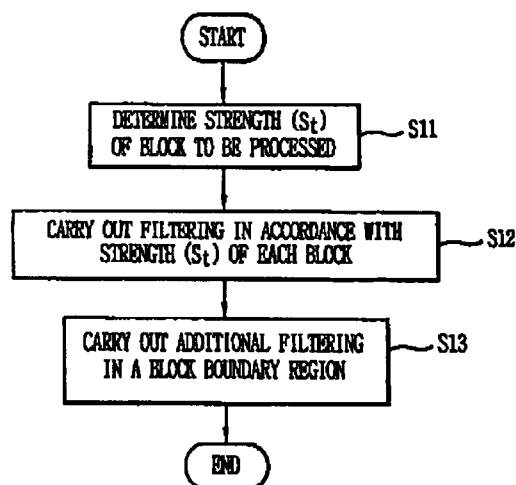 START
DETERMINE STRENGTH (St)
OF BLOCK TO BE PROCESSED
S11
CARRY OUT FILTERING IN ACCORDANCE WITH
STRENGTH (St) OF EACH BLOCK
S12
CARRY OUT ADDITIONAL FILTERING
IN A BLOCK BOUNDARY REGION
S13
END